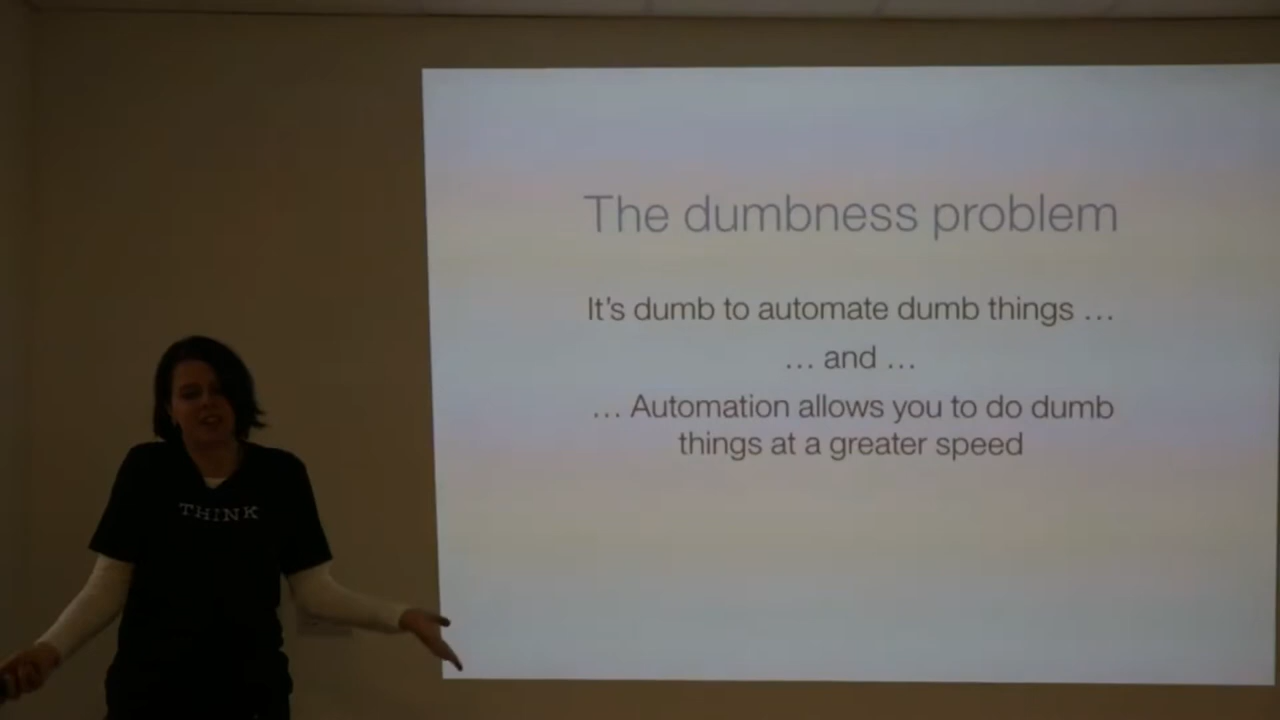 The dumbness problem
It's dumb to automate dumb things …
… and …
… Automation allows you to do dumb
things at a greater speed
THINK